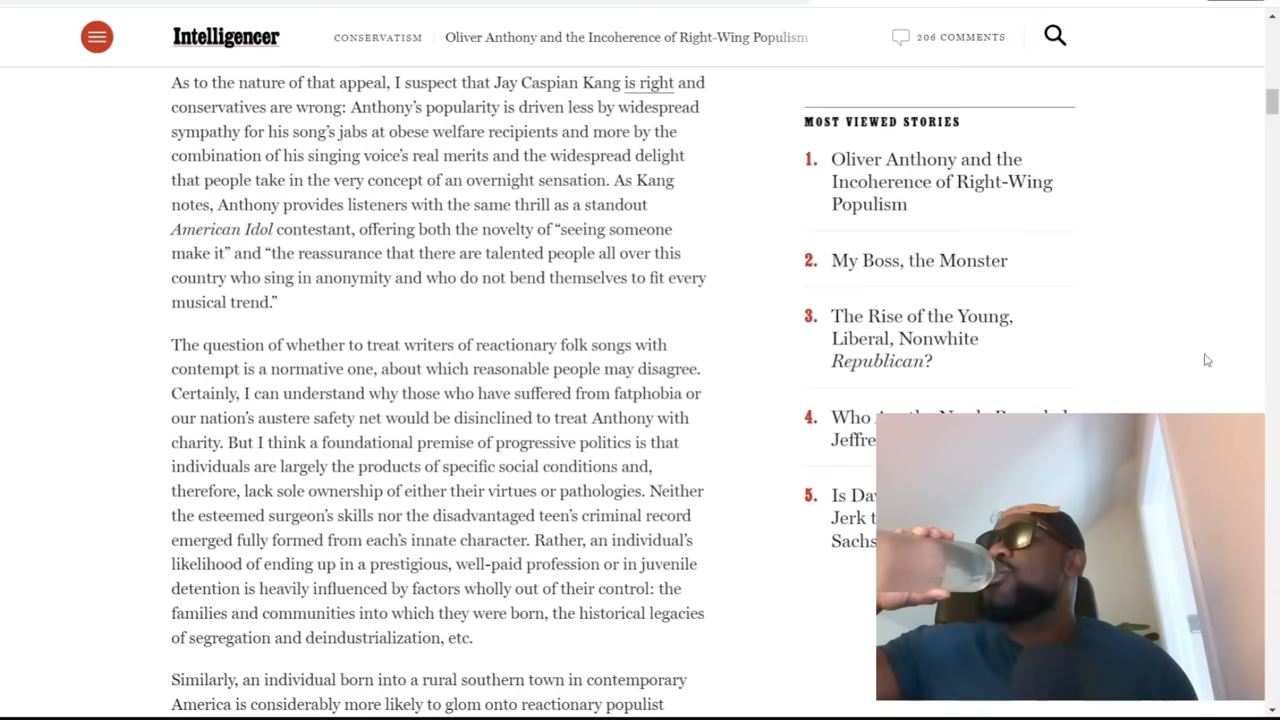 Intelligencer
CONSERVATISM
Oliver Anthony and the Incoherence of Right-Wing Populism
206 COMMENTS
As to the nature of that appeal, I suspect that Jay Caspian Kang is right and
conservatives are wrong: Anthony’s popularity is driven less by widespread
sympathy for his song’s jabs at obese welfare recipients and more by the
combination of his singing voice’s real merits and the widespread delight
that people take in the very concept of an overnight sensation. As Kang
notes, Anthony provides listeners with the same thrill as a standout
American Idol contestant, offering both the novelty of “seeing someone
make it” and “the reassurance that there are talented people all over this
country who sing in anonymity and who do not bend themselves to fit every
musical trend.”
The question of whether to treat writers of reactionary folk songs with
contempt is a normative one, about which reasonable people may disagree.
Certainly, I can understand why those who have suffered from fatphobia or
our nation’s austere safety net would be disinclined to treat Anthony with
charity. But I think a foundational premise of progressive politics is that
individuals are largely the products of specific social conditions and,
therefore, lack sole ownership of either their virtues or pathologies. Neither
the esteemed surgeon’s skills nor the disadvantaged teen’s criminal record
emerged fully formed from each’s innate character. Rather, an individual’s
likelihood of ending up in a prestigious, well-paid profession or in juvenile
detention is heavily influenced by factors wholly out of their control: the
families and communities into which they were born, the historical legacies
of segregation and deindustrialization, etc.
Similarly, an individual born into a rural southern town in contemporary
America is considerably more likely to glom onto reactionary populist
MOST VIEWED STORIES
1. Oliver Anthony and the
Incoherence of Right-Wing
Populism
2. My Boss, the Monster
3. The Rise of the Young,
Liberal, Nonwhite
Republican?
4. Who
Jeffre
5. Is Da
Jerk t
Sachs